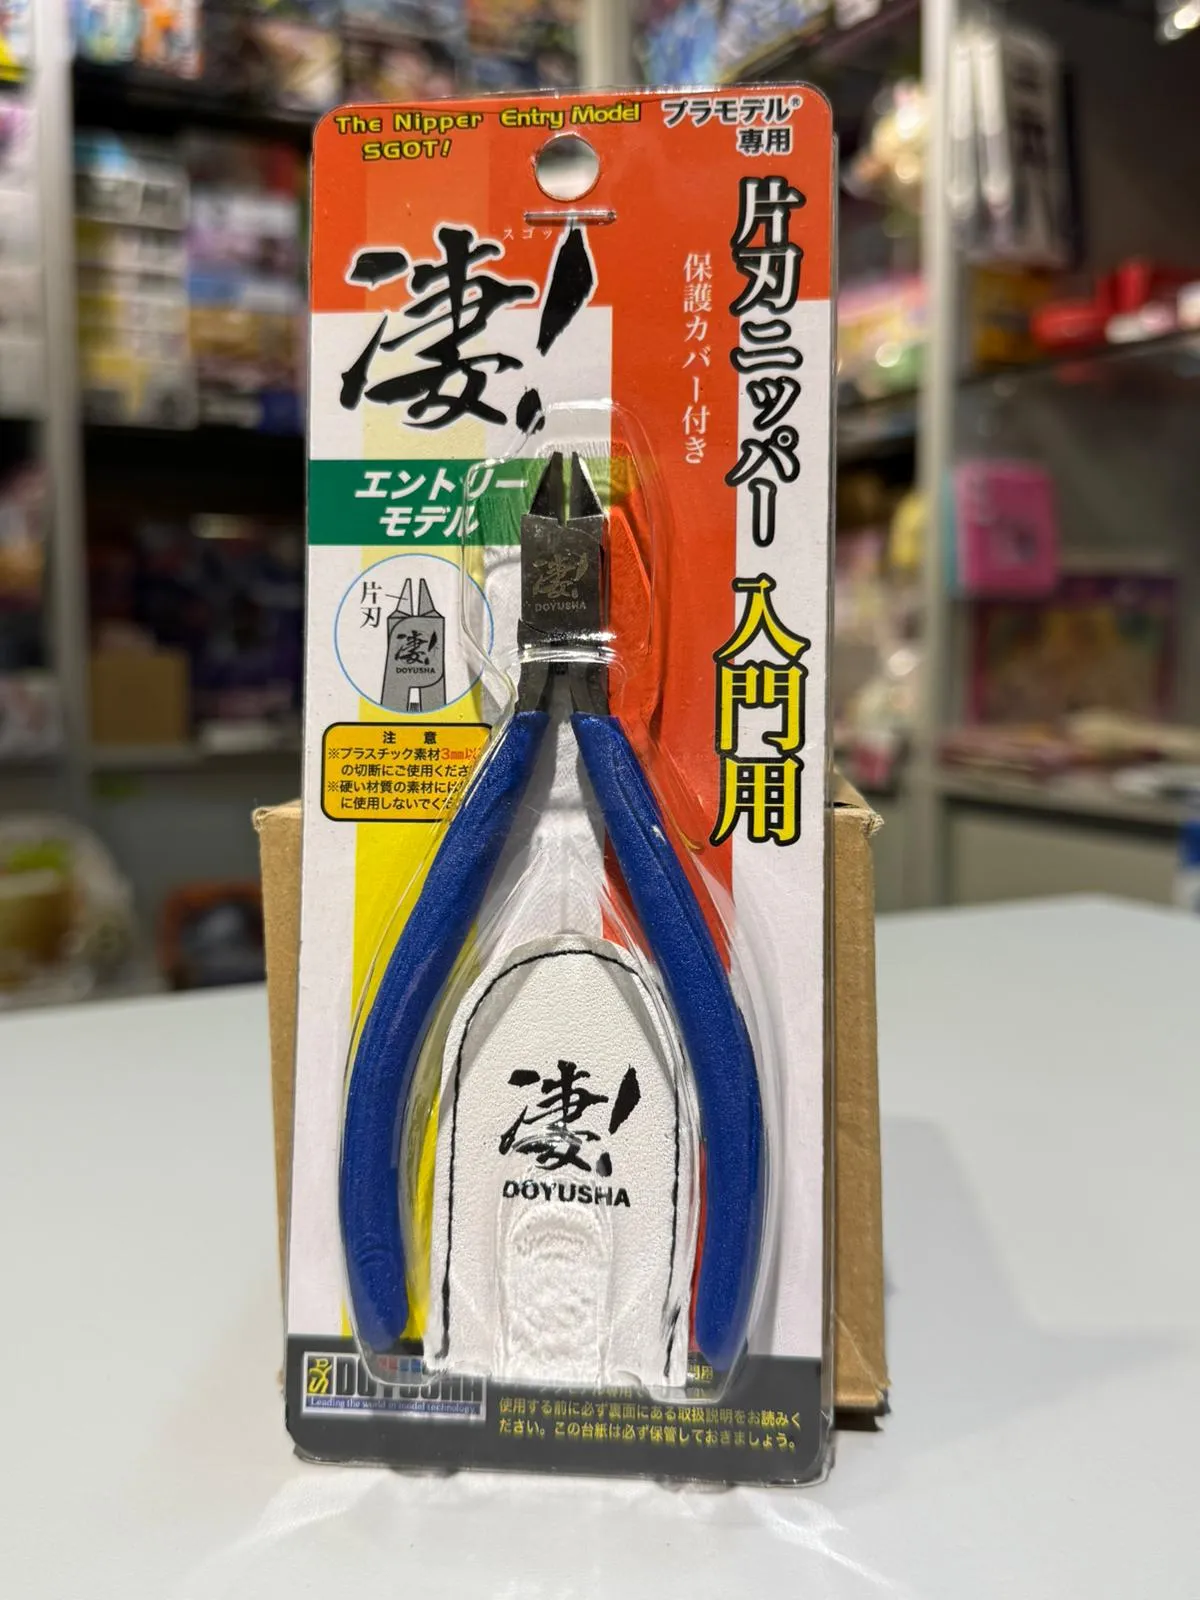 The Nipper Entry Model
SGOT!
プラモデル®
専用
片刃ニッパー 入門用
保護カバー付き
スゴッ
凄!
エントリー
モデル
片刃
凄!
DOYUSHA
凄!
DOYUSHA
注 意
※プラスチック素材3mm以
の切断にご使用くださ
※硬い材質の素材には
に使用しないでく
凄!
DOYUSHA
DOYUSHA
Leading the world in model technology.
使用する前に必ず裏面にある取扱説明をお読みく
ださい。この台紙は必ず保管しておきましょう。